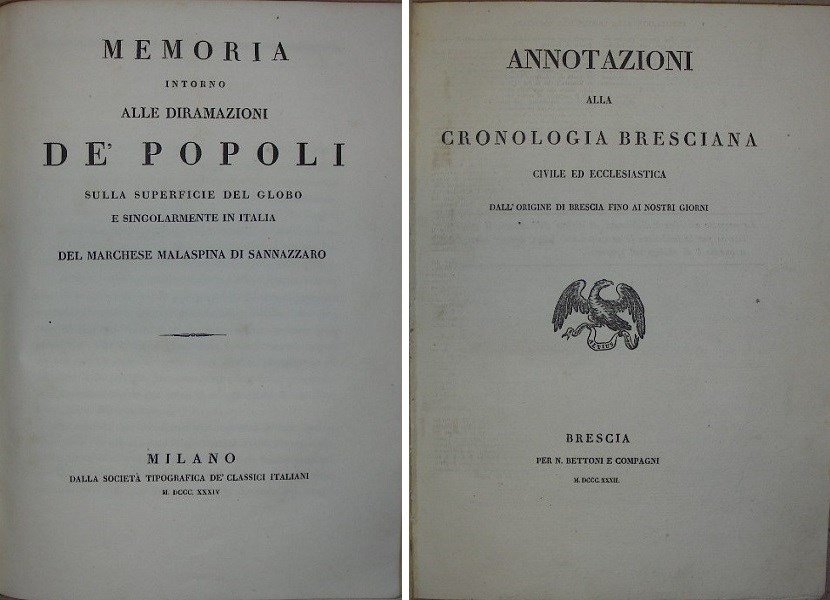 MEMORIA
INTORNO
ALLE DIRAMAZIONI
DE' POPOLI
SULLA SUPERFICIE DEL GLOBO
E SINGOLARMENTE IN ITALIA
DEL MARCHESE MALASPINA DI SANNAZZARO
MILANO
DALLA SOCIETÀ TIPOGRAFICA DE' CLASSICI ITALIANI
M. DCCC. XXXIV
ANNOTAZIONI
ALLA
CRONOLOGIA BRESCIANA
CIVILE ED ECCLESIASTICA
DALL'ORIGINE DI BRESCIA FINO AI NOSTRI GIORNI
ALTIUS
BRESCIA
PER N. BETTONI E COMPAGNI
M. DCCC. XXXII.